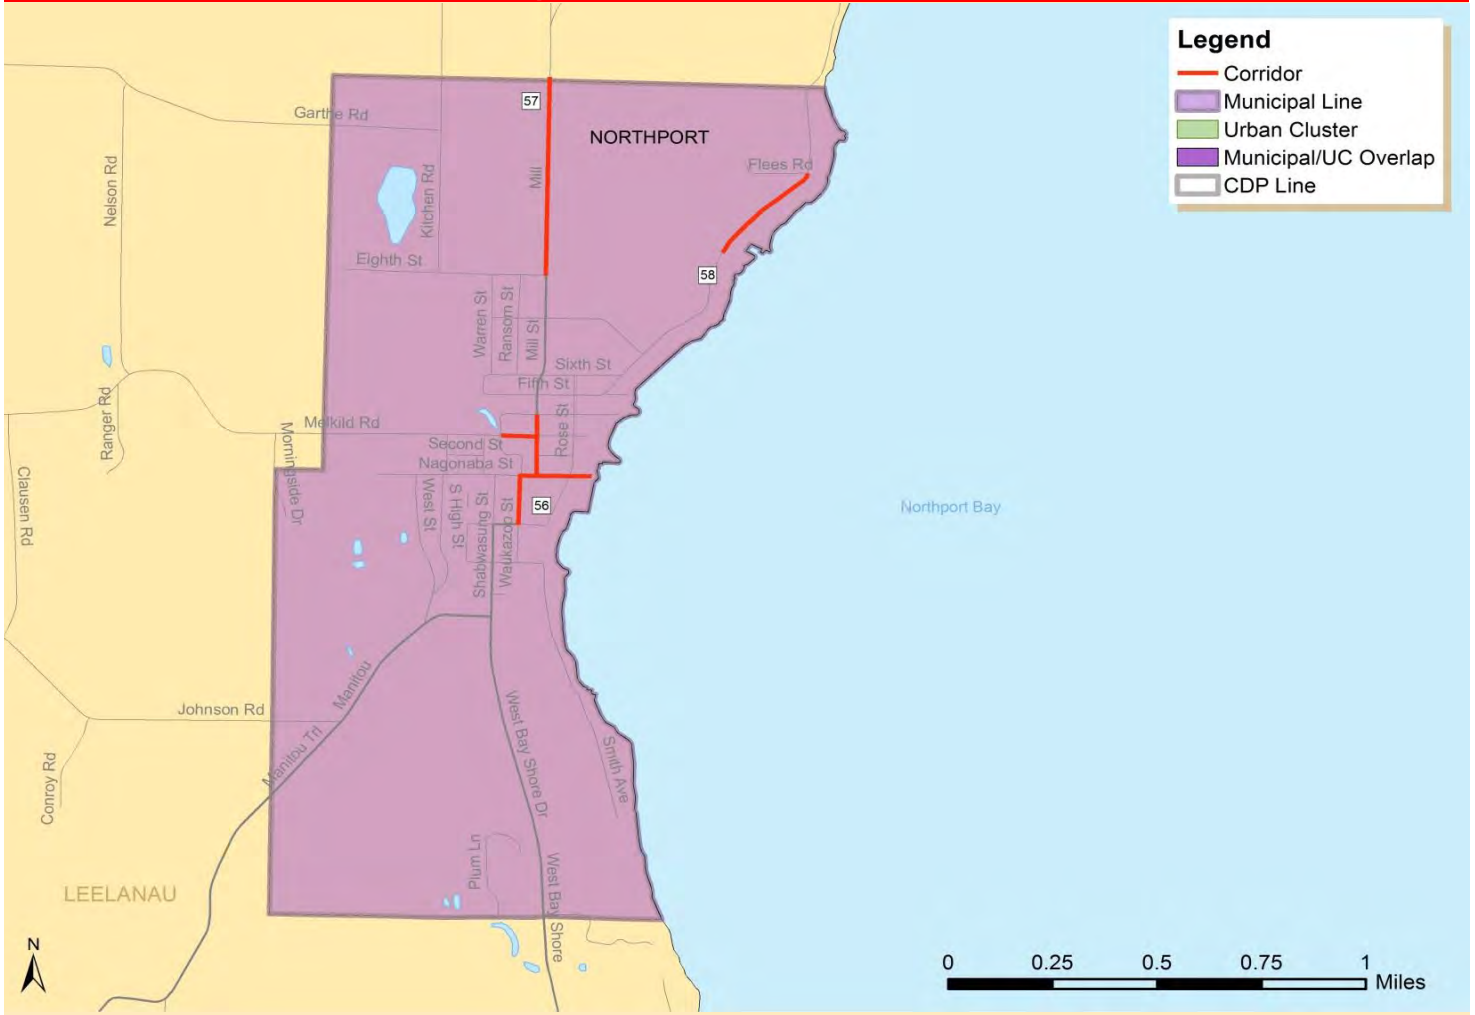 Legend
Corridor
Municipal Line
Urban Cluster
Municipal/UC Overlap
CDP Line
57
Garthe Rd
NORTHPORT
Flees Rd
Nelson Rd
Kitchen Rd
Mill
Eighth St
58
Warren St
Ransom St
Mill St
Sixth St
Fifth St
Ranger Rd
Melkild Rd
Rose St
Second St
Morningside Dr
Nagonaba St
Clausen Rd
West St
S High St
Shabwasung St
Waukazoo St
56
Northport Bay
Manitou
Johnson Rd
West Bay Shore Dr
Manitou Trl
Smith Ave
Conroy Rd
Plum Ln
West Bay Shore
LEELANAU
N
0 0.25 0.5 0.75 1
Miles